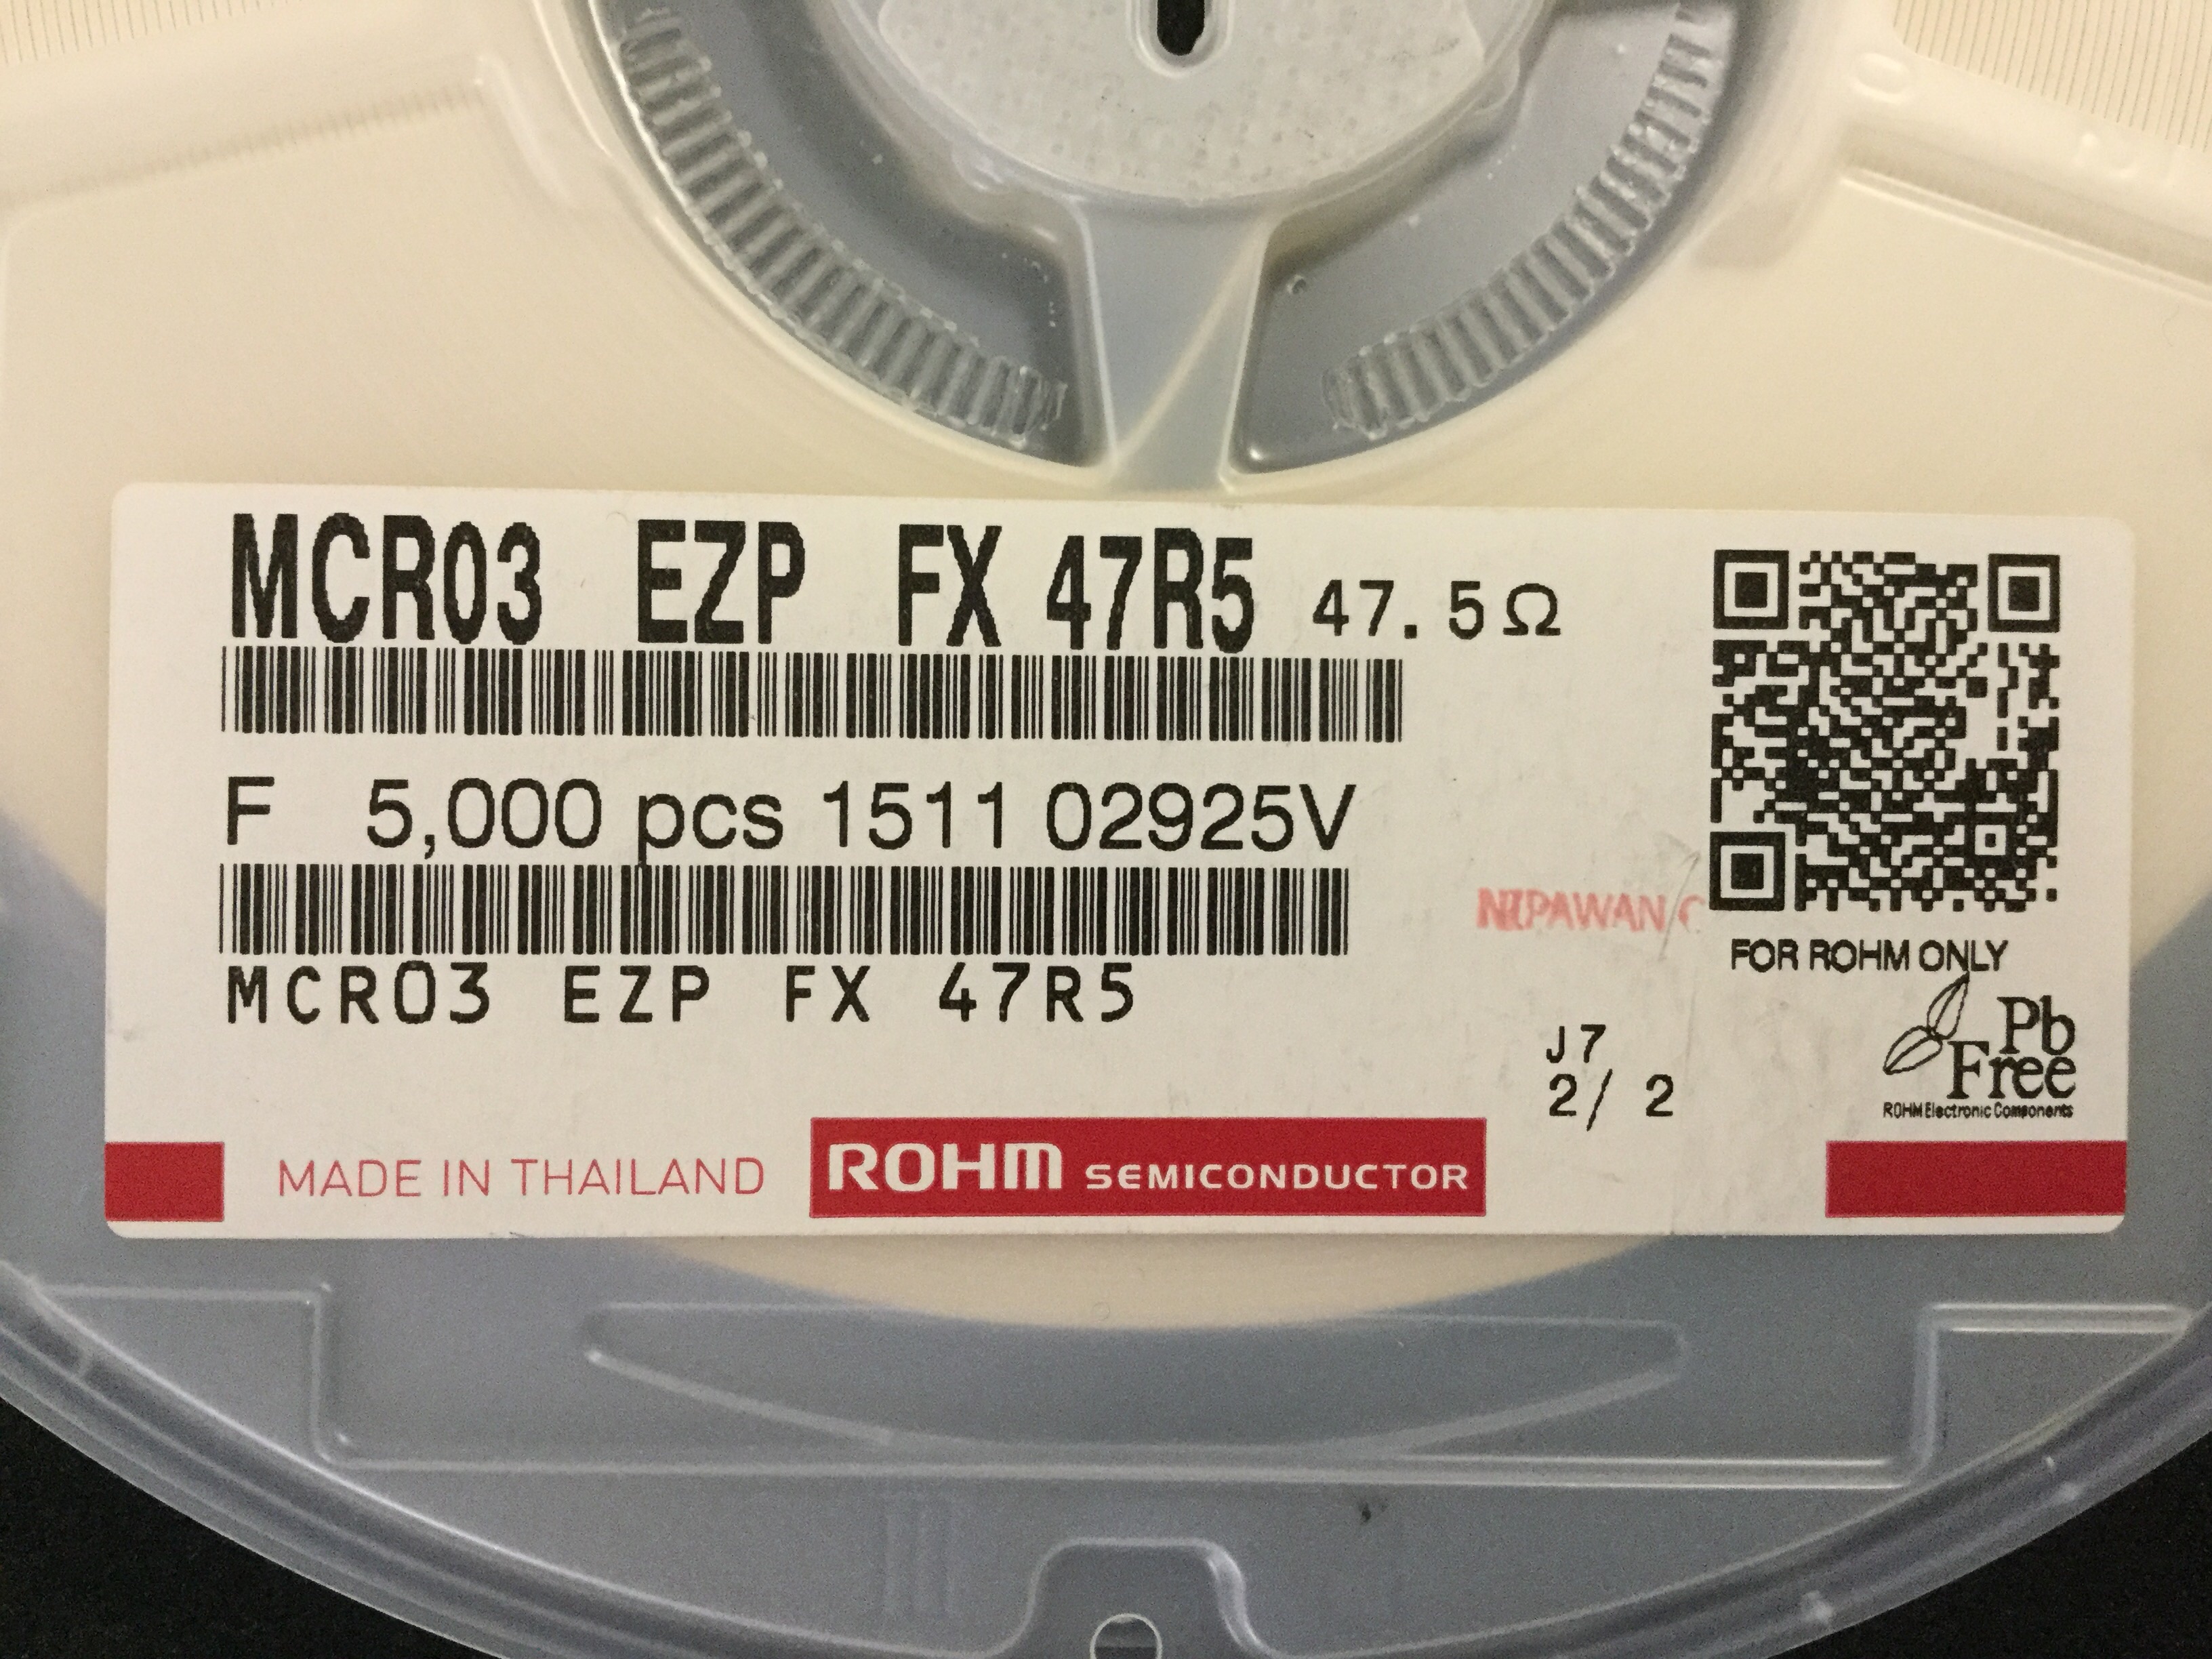 MCR03 EZP FX 47R5 47.5Ω
F 5,000 pcs 1511 02925V
NIPAWAN C
FOR ROHM ONLY
MCR03 EZP FX 47R5
J7
2/ 2
Pb
Free
ROHM Electronic Components
MADE IN THAILAND
ROHM SEMICONDUCTOR